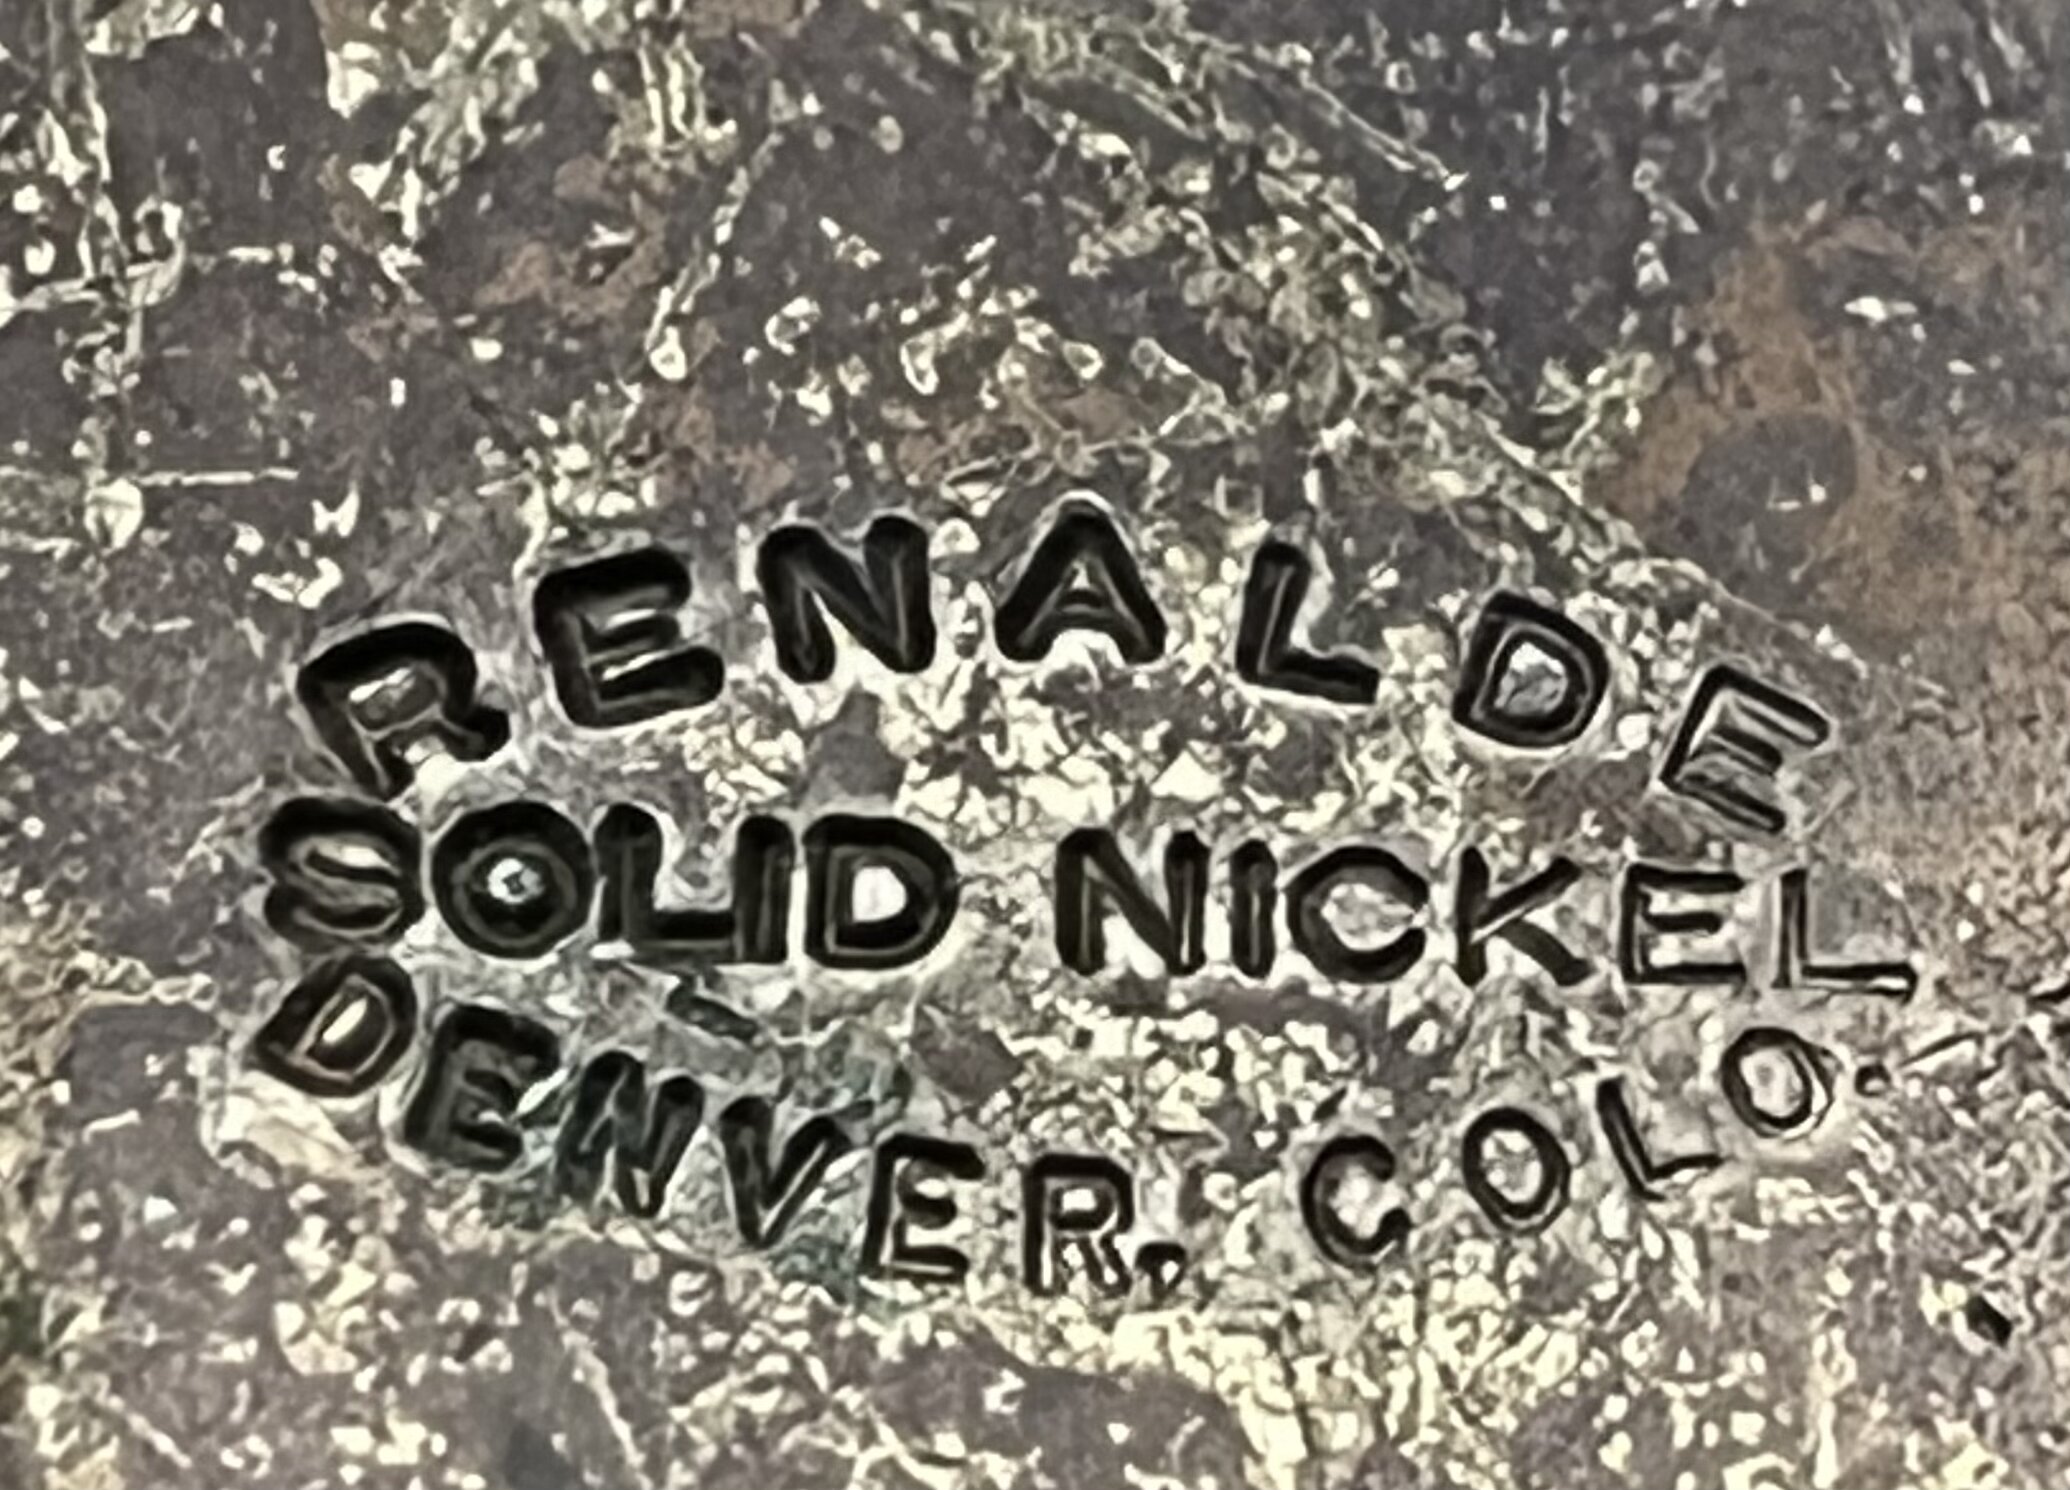 RENALDE
SOLID NICKEL
DENVER, COLO.